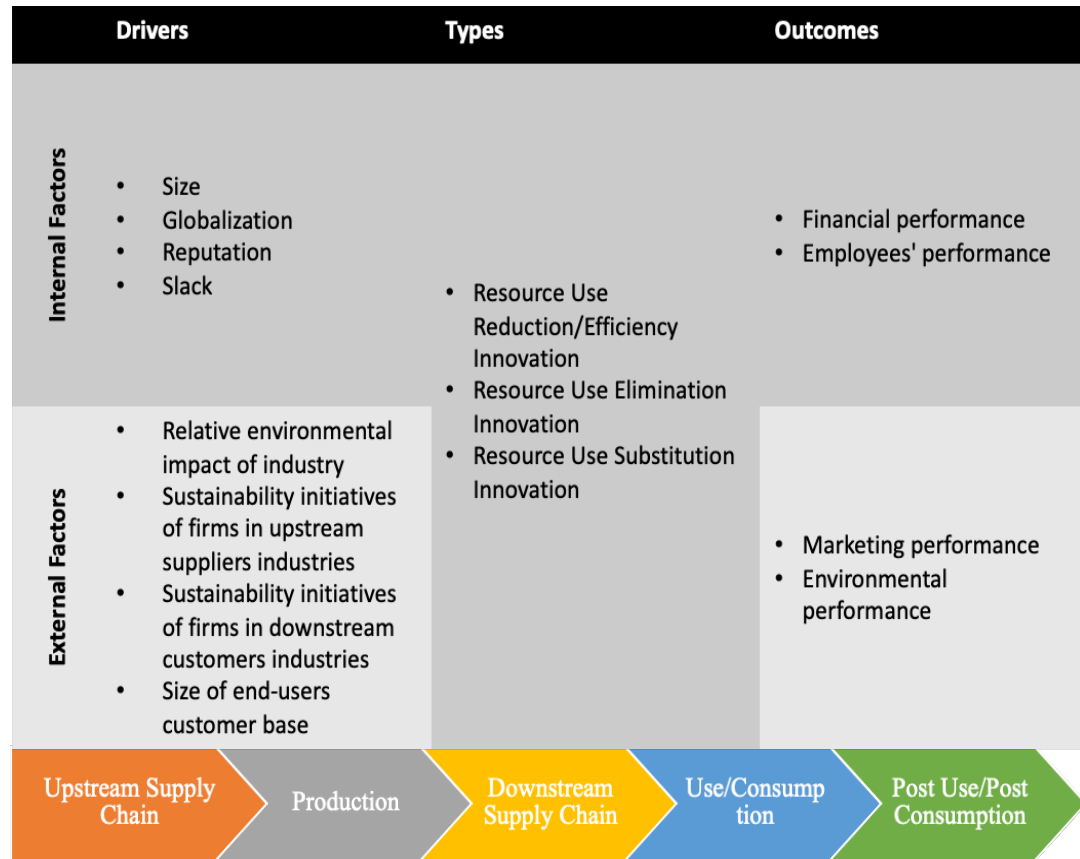 Drivers
Types
Outcomes
Internal Factors
• Size
• Globalization
• Reputation
• Slack
• Resource Use
Reduction/Efficiency
Innovation
• Resource Use Elimination
Innovation
• Resource Use Substitution
Innovation
• Financial performance
• Employees' performance
External Factors
• Relative environmental
impact of industry
• Sustainability initiatives
of firms in upstream
suppliers industries
• Sustainability initiatives
of firms in downstream
customers industries
• Size of end-users
customer base
• Marketing performance
• Environmental
performance
Upstream Supply
Chain
Production
Downstream
Supply Chain
Use/Consump
tion
Post Use/Post
Consumption